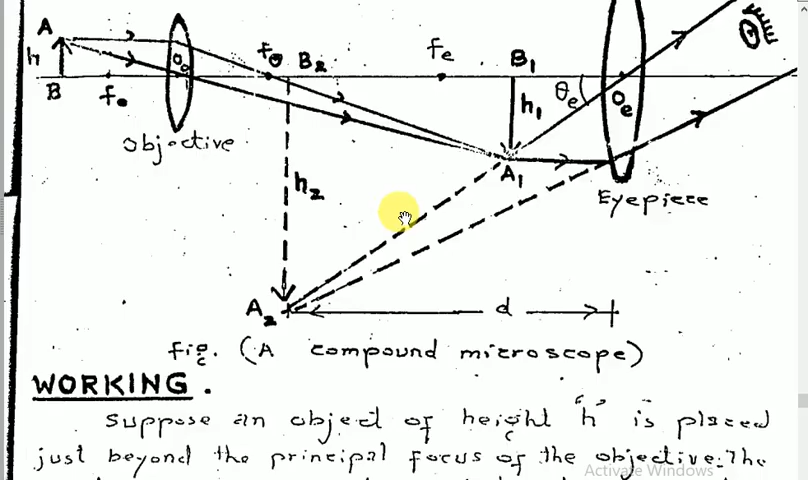 A
h
B
fo
Oo
objective
fo
B2
fe
B1
h1
θe
Oe
A1
Eyepiece
h2
A2
d
fig. (A compound microscope)
WORKING.
Suppose an object of height "h" is placed
just beyond the principal focus of the objective. The
Activate Windows